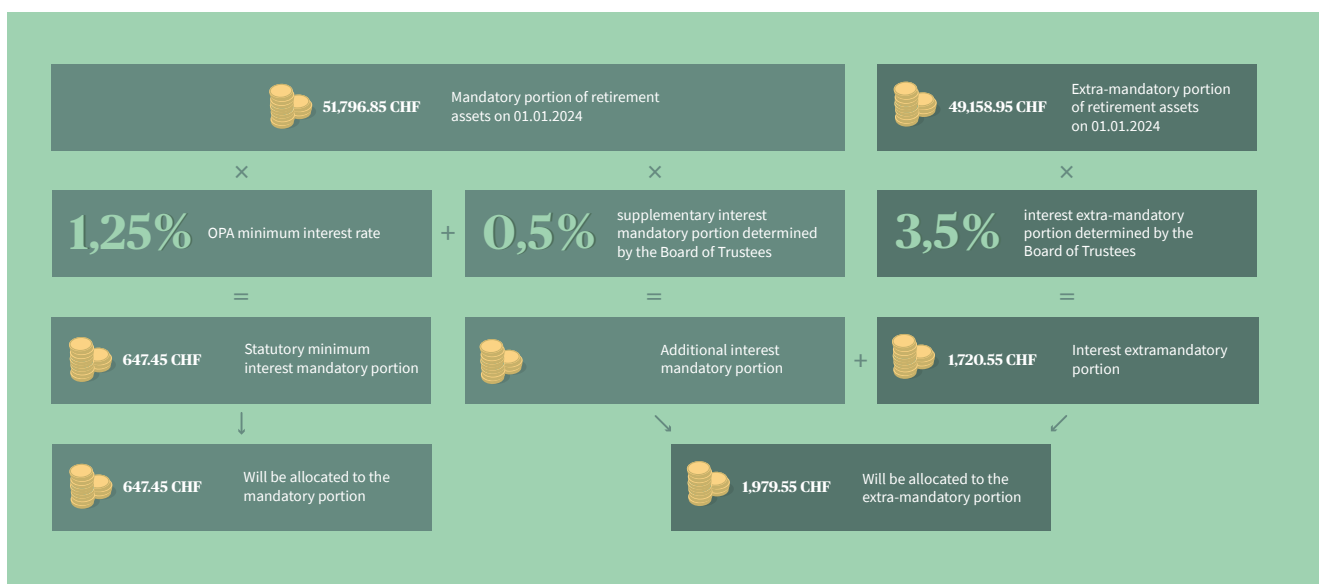 51,796.85 CHF
Mandatory portion of retirement
assets on 01.01.2024
49,158.95 CHF
Extra-mandatory portion
of retirement assets
on 01.01.2024
×
×
×
1,25%
OPA minimum interest rate
+
0,5%
supplementary interest
mandatory portion determined
by the Board of Trustees
3,5%
interest extra-mandatory
portion determined by the
Board of Trustees
=
=
=
647.45 CHF
Statutory minimum
interest mandatory portion
Additional interest
mandatory portion
+
1,720.55 CHF
Interest extramandatory
portion
647.45 CHF
Will be allocated to the
mandatory portion
1,979.55 CHF
Will be allocated to the
extra-mandatory portion